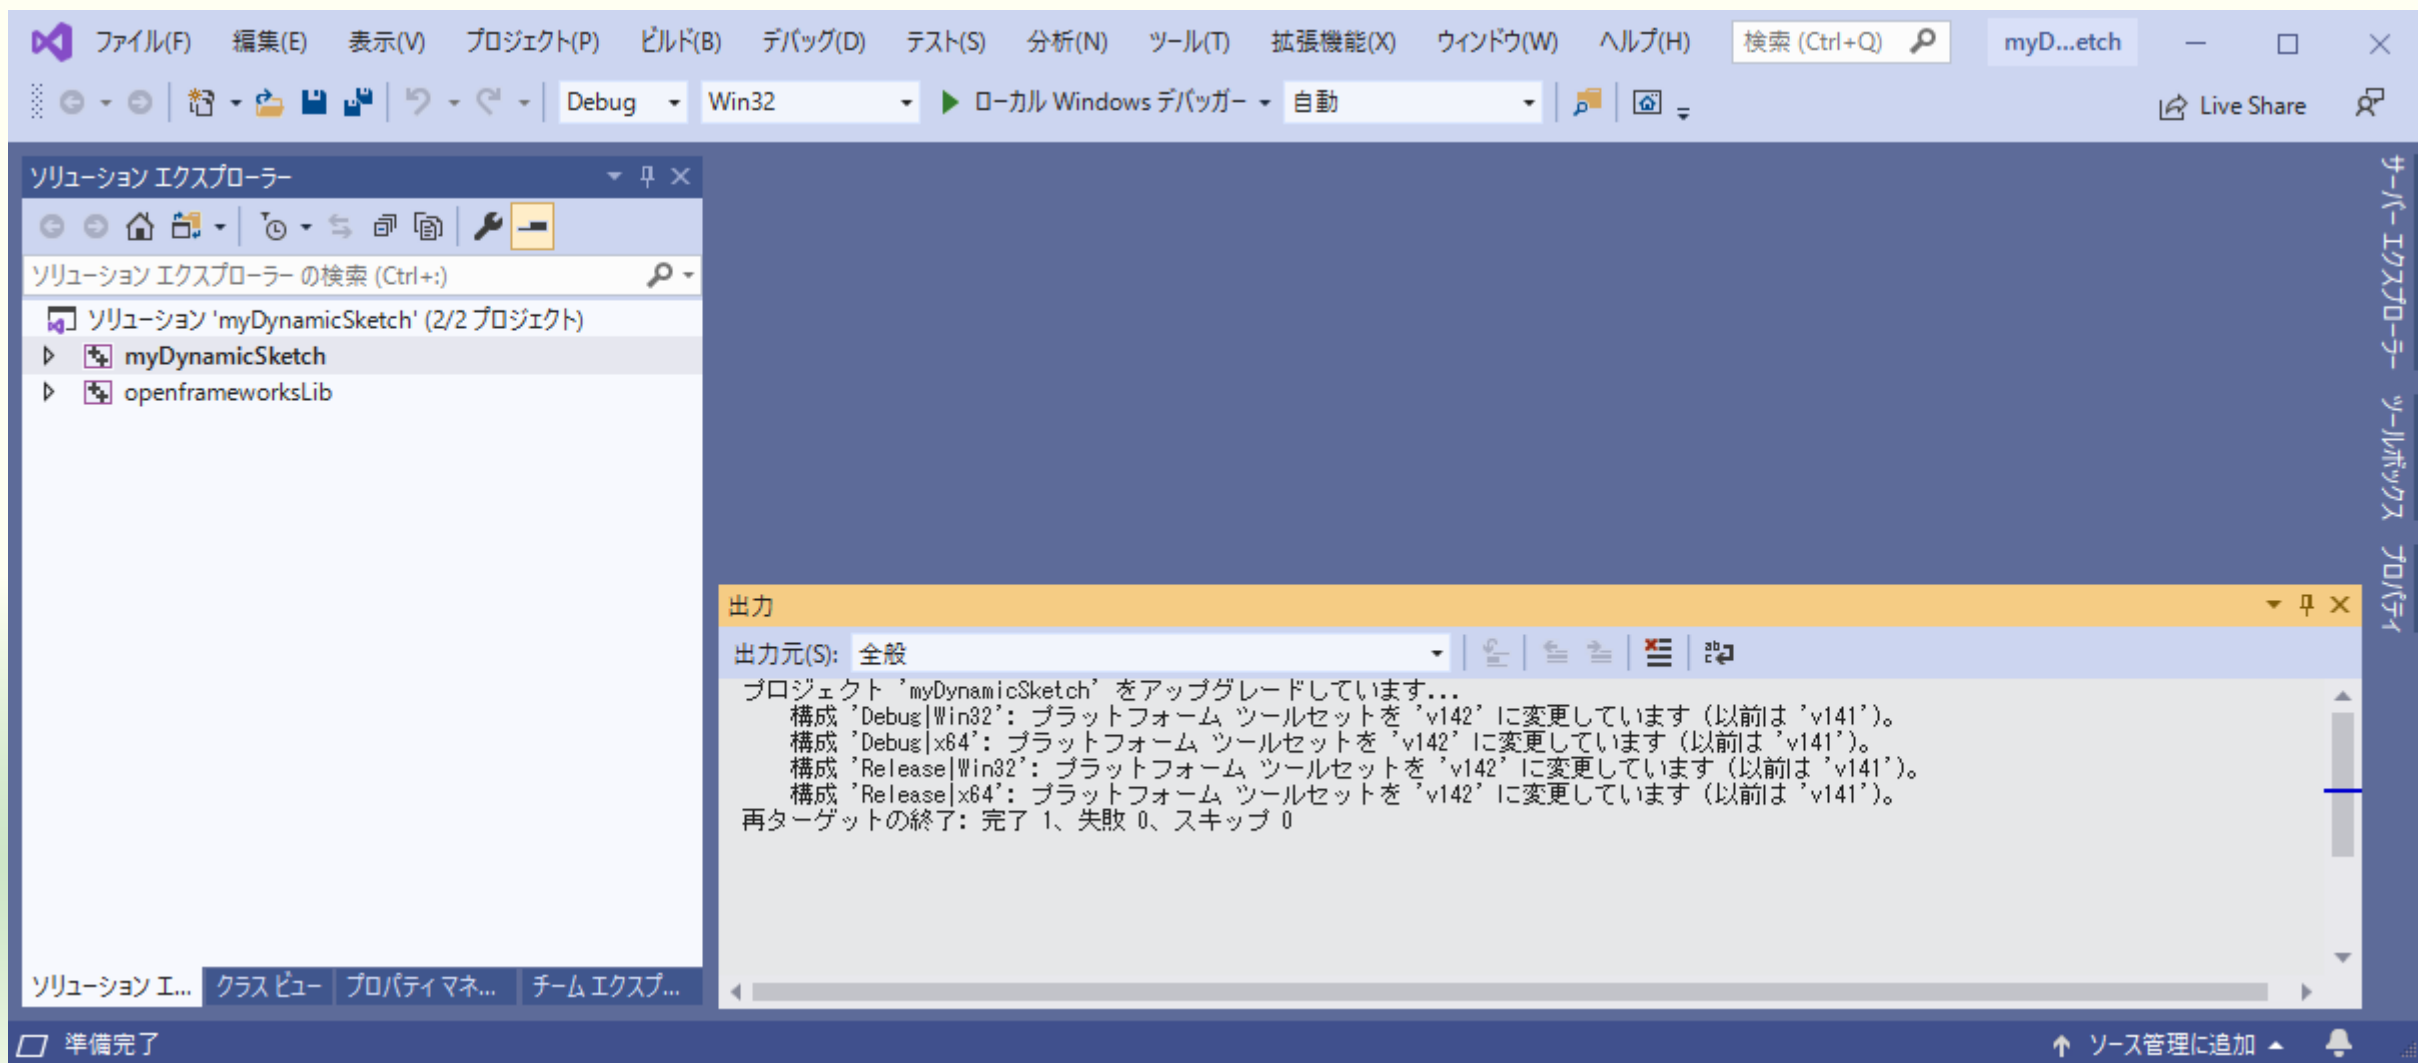 ファイル(F) 編集(E) 表示(V) プロジェクト(P) ビルド(B) デバッグ(D) テスト(S) 分析(N) ツール(T) 拡張機能(X) ウィンドウ(W) ヘルプ(H) 検索 (Ctrl+Q) myD...etch
Debug Win32 ローカル Windows デバッガー 自動 Live Share
ソリューション エクスプローラー
ソリューション エクスプローラー の検索 (Ctrl+:)
ソリューション 'myDynamicSketch' (2/2 プロジェクト)
myDynamicSketch
openframeworksLib
ソリューション エ... クラス ビュー プロパティ マネ... チーム エクスプ...
出力
出力元(S): 全般
プロジェクト 'myDynamicSketch' をアップグレードしています...
構成 'Debug|Win32': プラットフォーム ツールセットを 'v142' に変更しています (以前は 'v141')。
構成 'Debug|x64': プラットフォーム ツールセットを 'v142' に変更しています (以前は 'v141')。
構成 'Release|Win32': プラットフォーム ツールセットを 'v142' に変更しています (以前は 'v141')。
構成 'Release|x64': プラットフォーム ツールセットを 'v142' に変更しています (以前は 'v141')。
再ターゲットの終了: 完了 1、失敗 0、スキップ 0
サーバー エクスプローラー
ツールボックス
プロパティ
準備完了 ソース管理に追加